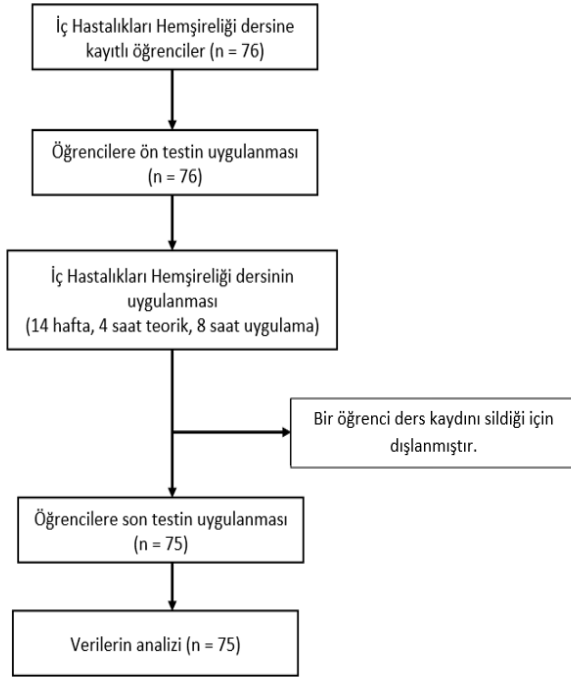 İç Hastalıkları Hemşireliği dersine
kayıtlı öğrenciler (n = 76)
Öğrencilere ön testin uygulanması
(n = 76)
İç Hastalıkları Hemşireliği dersinin
uygulanması
(14 hafta, 4 saat teorik, 8 saat uygulama)
Bir öğrenci ders kaydını sildiği için
dışlanmıştır.
Öğrencilere son testin uygulanması
(n = 75)
Verilerin analizi (n = 75)